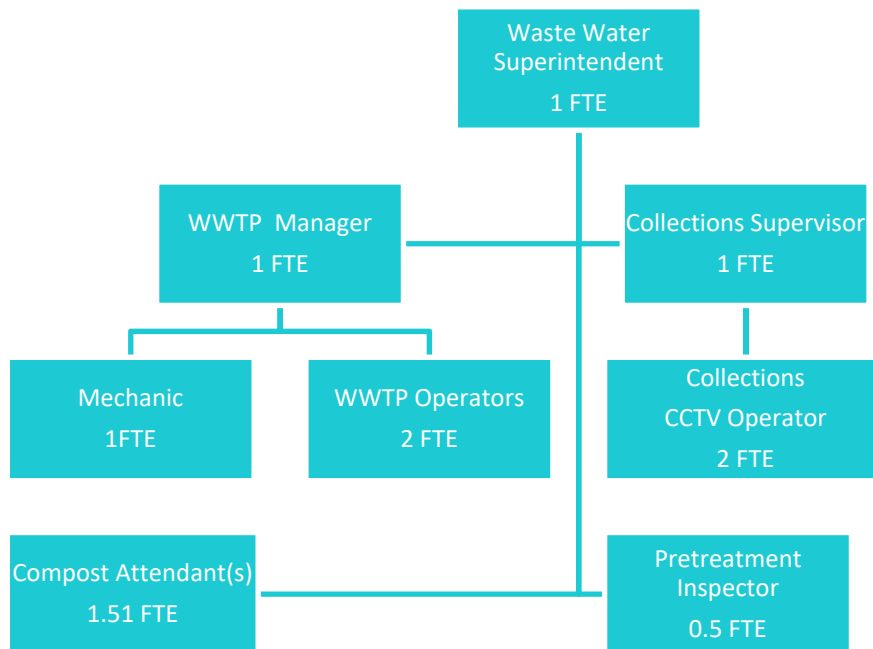 Waste Water
Superintendent
1 FTE
WWTP Manager
1 FTE
Collections Supervisor
1 FTE
Mechanic
1FTE
WWTP Operators
2 FTE
Collections
CCTV Operator
2 FTE
Compost Attendant(s)
1.51 FTE
Pretreatment
Inspector
0.5 FTE